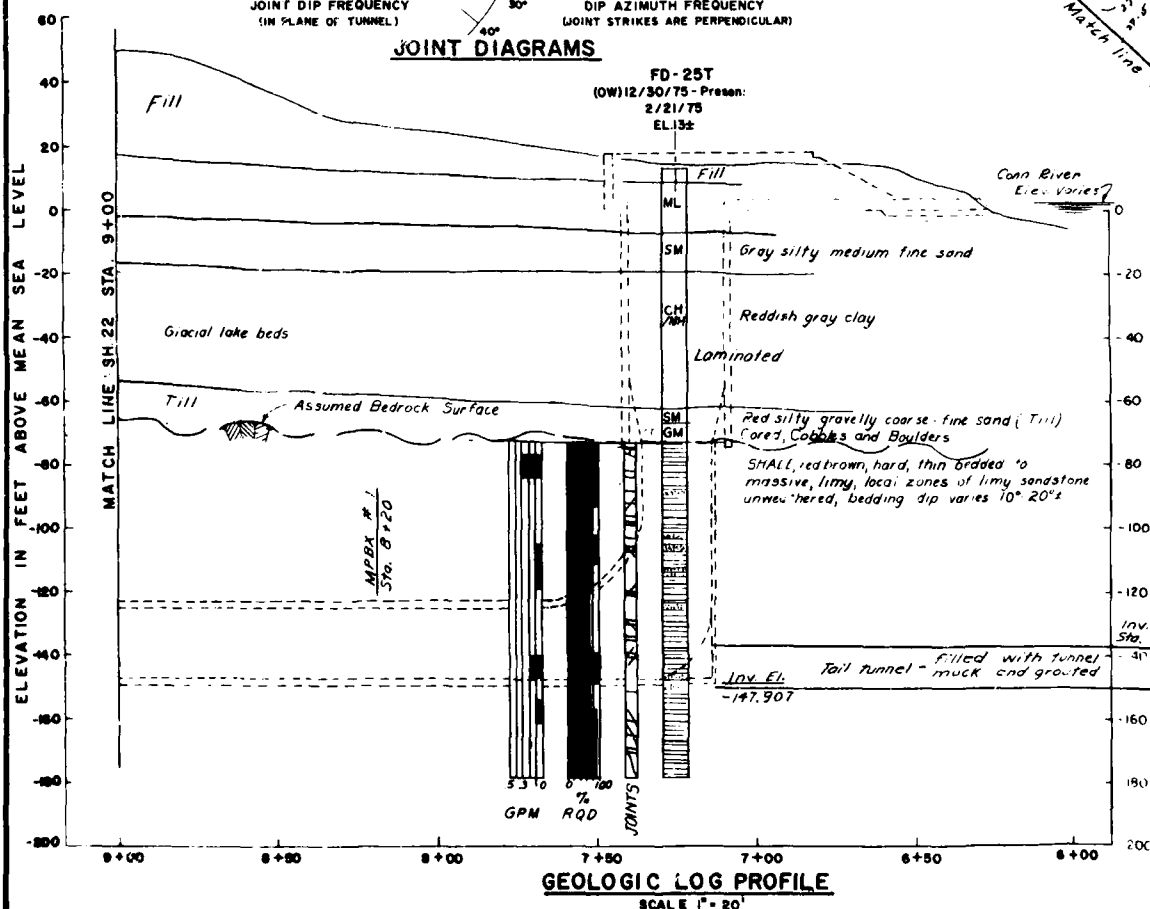 JOINT DIP FREQUENCY
(IN PLANE OF TUNNEL)
30°
40°
DIP AZIMUTH FREQUENCY
(JOINT STRIKES ARE PERPENDICULAR)
JOINT DIAGRAMS
Match line
FD-25T
(OW)12/30/75-Presen:
2/21/75
EL.13±
ELEVATION IN FEET ABOVE MEAN SEA LEVEL
60
40
20
0
-20
-40
-60
-80
-100
-120
-140
-160
-180
-200
MATCH LINE SH.22 STA. 9+00
Fill
Fill
ML
Conn River
Elev varies
0
SM
Gray silty medium fine sand
-20
CH
/MH
Reddish gray clay
Glacial lake beds
-40
Laminated
Till
Assumed Bedrock Surface
-60
SM
Red silty gravelly coarse-fine sand (Till)
GM
Cored, Cobbles and Boulders
-80
SHALL, red brown, hard, thin bedded to
massive, limy, local zones of limy sandstone
unweathered, bedding dip varies 10° 20°±
-100
MPBX #1
Sta. 8+20
-120
Inv.
Sta.
-40
Tail tunnel - filled with tunnel
muck and grouted
Inv. El.
-147.907
-160
180
5 3 1 0
GPM
0 100
%
RQD
JOINTS
200
9+00
8+50
8+00
7+50
7+00
6+50
6+00
GEOLOGIC LOG PROFILE
SCALE 1"=20'